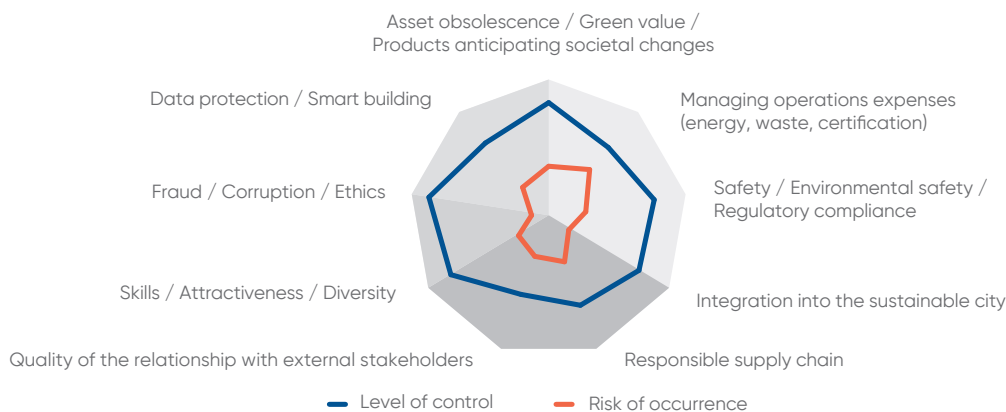 Asset obsolescence / Green value /
Products anticipating societal changes
Data protection / Smart building
Managing operations expenses
(energy, waste, certification)
Fraud / Corruption / Ethics
Safety / Environmental safety /
Regulatory compliance
Skills / Attractiveness / Diversity
Integration into the sustainable city
Quality of the relationship with external stakeholders
Responsible supply chain
Level of control
Risk of occurrence